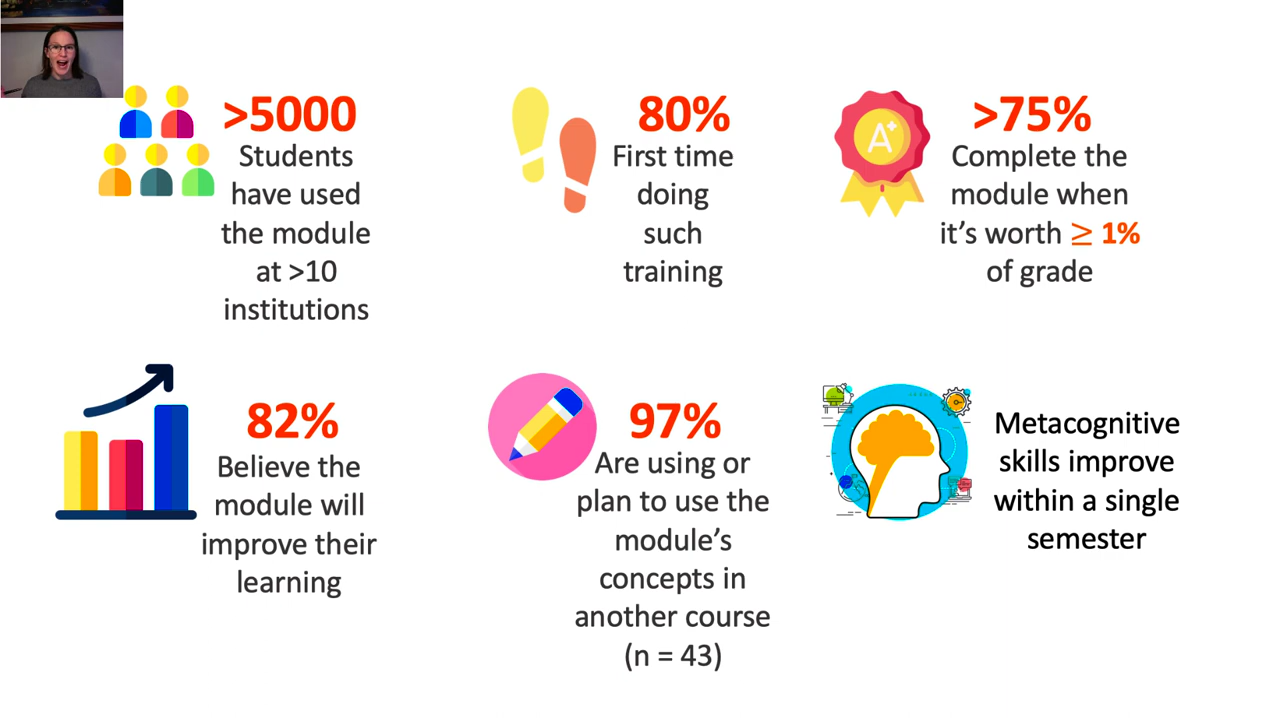 >5000
Students
have used
the module
at >10
institutions
80%
First time
doing
such
training
A+
>75%
Complete the
module when
it’s worth ≥ 1%
of grade
82%
Believe the
module will
improve their
learning
97%
Are using or
plan to use the
module’s
concepts in
another course
(n = 43)
Metacognitive
skills improve
within a single
semester